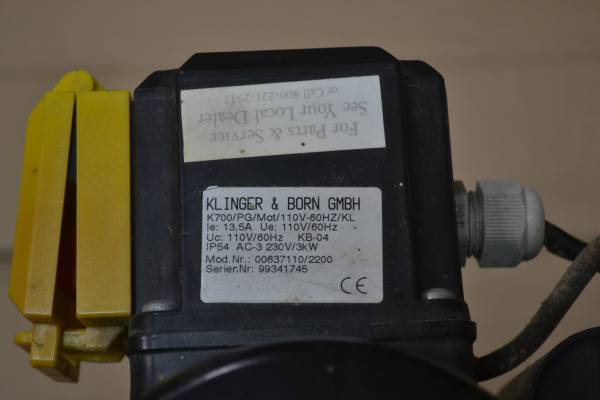 For Parts & Service
See Your Local Dealer
or Call 800-221-2942
KLINGER & BORN GMBH
K700/PG/Mot/110V-60HZ/KL
Ie: 13,5A Ue: 110V/60Hz
Uc: 110V/60Hz KB-04
IP54 AC-3 230V/3kW
Mod.Nr.: 00637110/2200
Serier.Nr: 99341745
CE